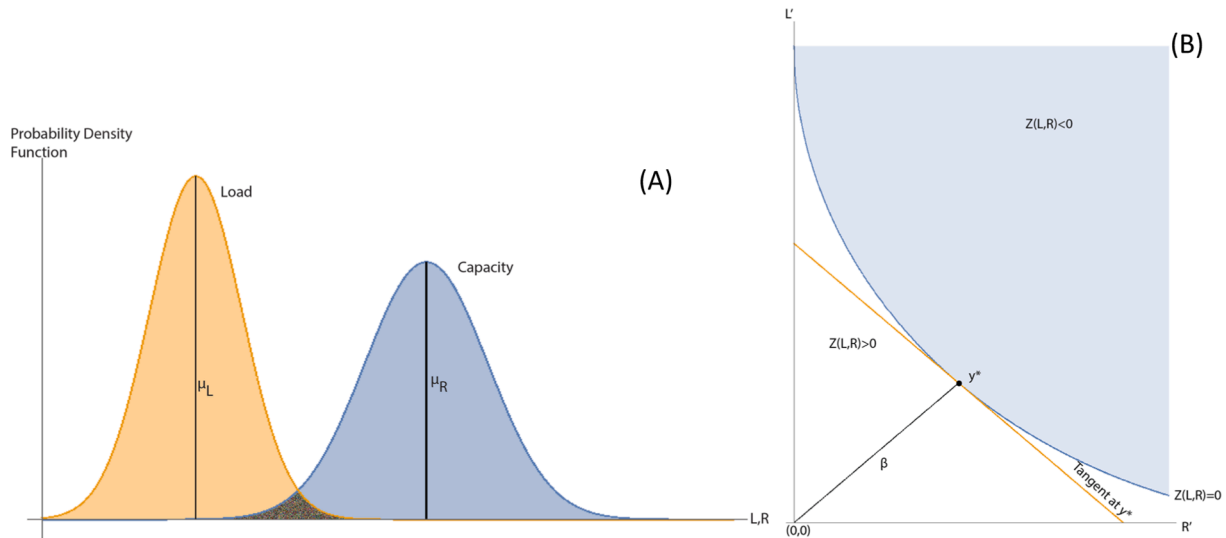 Probability Density
Function
Load
(A)
Capacity
μL
μR
L,R
L'
(B)
Z(L,R)<0
Z(L,R)>0
y*
β
Tangent at y*
Z(L,R)=0
(0,0)
R'